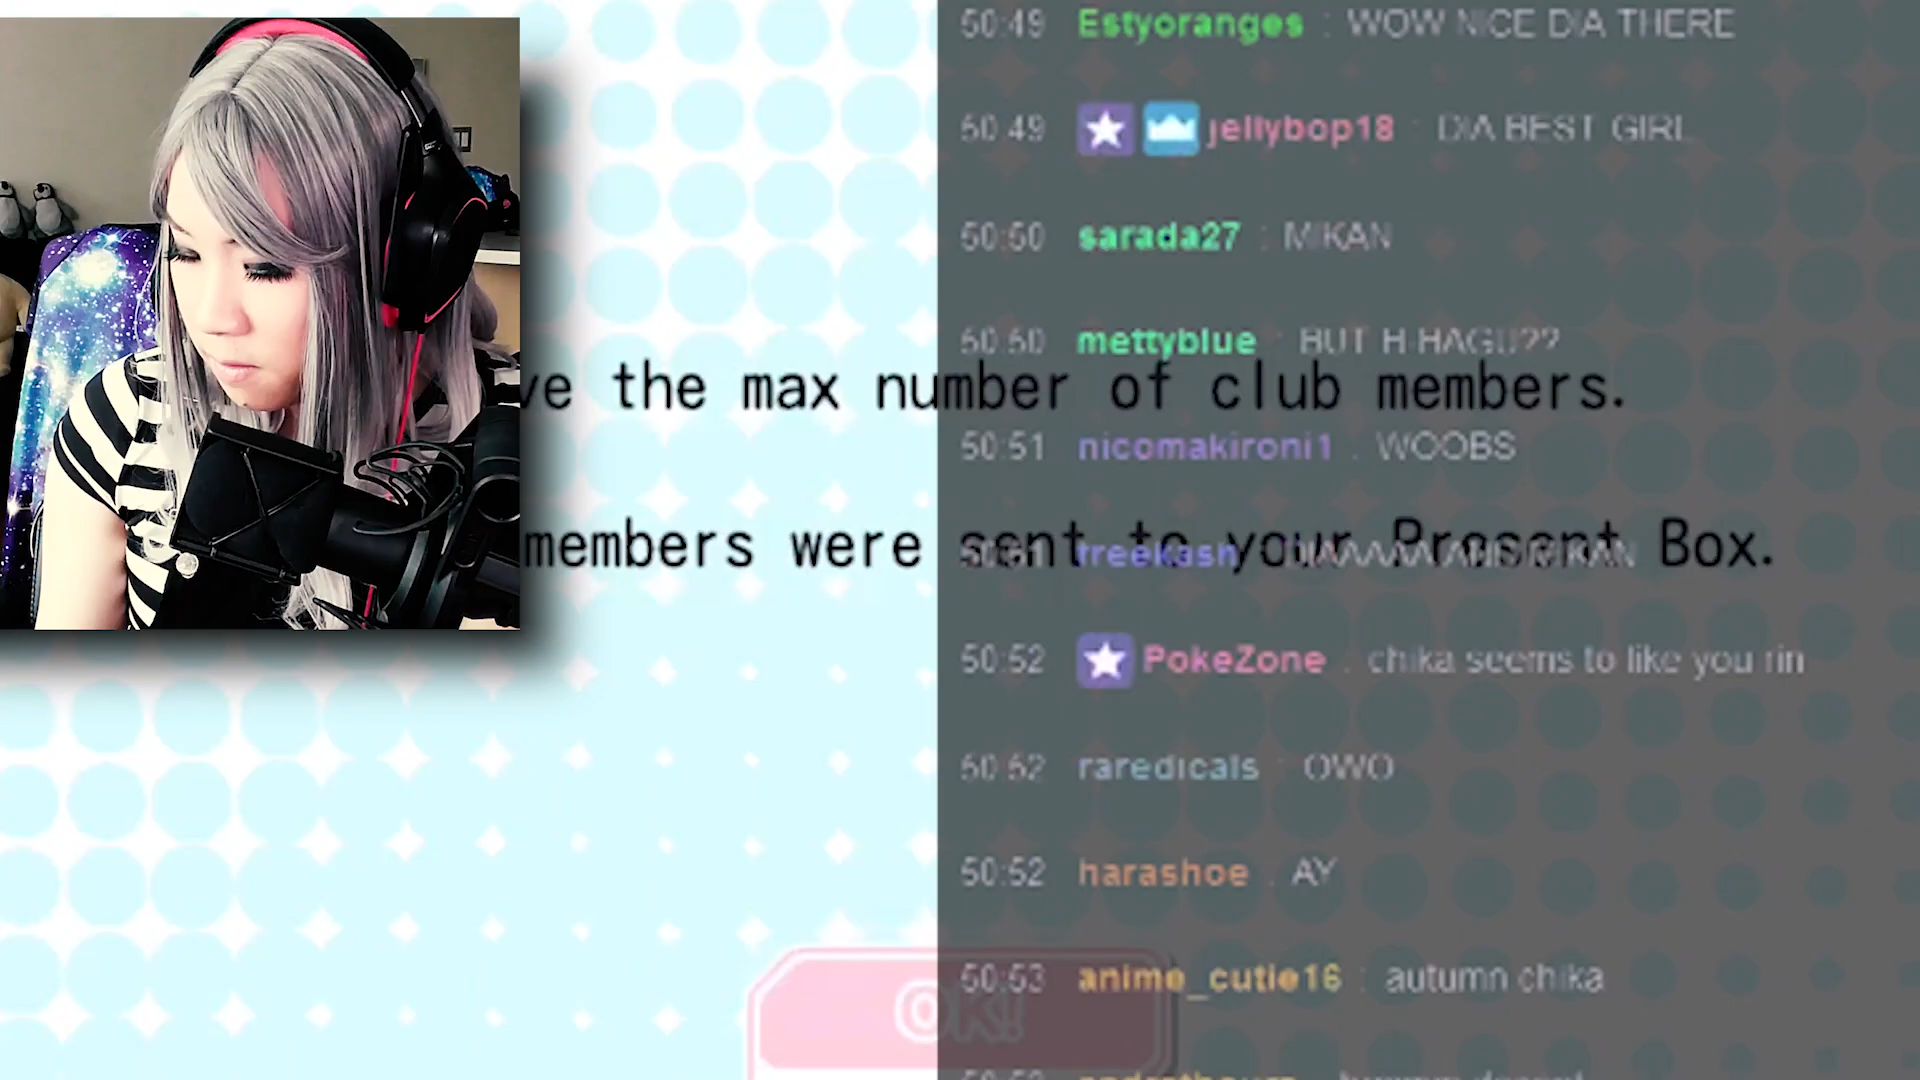 50:49 Estyoranges : WOW NICE DIA THERE
50:49 jellybop18 : DIA BEST GIRL
50:50 sarada27 : MIKAN
50:50 mettyblue : BUT H HAGU??
ve the max number of club members.
50:51 nicomakironi1 : WOOBS
members were sent to your Present Box.
treekash : MIKAN
50:52 PokeZone : chika seems to like you rin
50:52 raredicals : OWO
50:52 harashoe : AY
50:53 anime_cutie16 : autumn chika
OK!